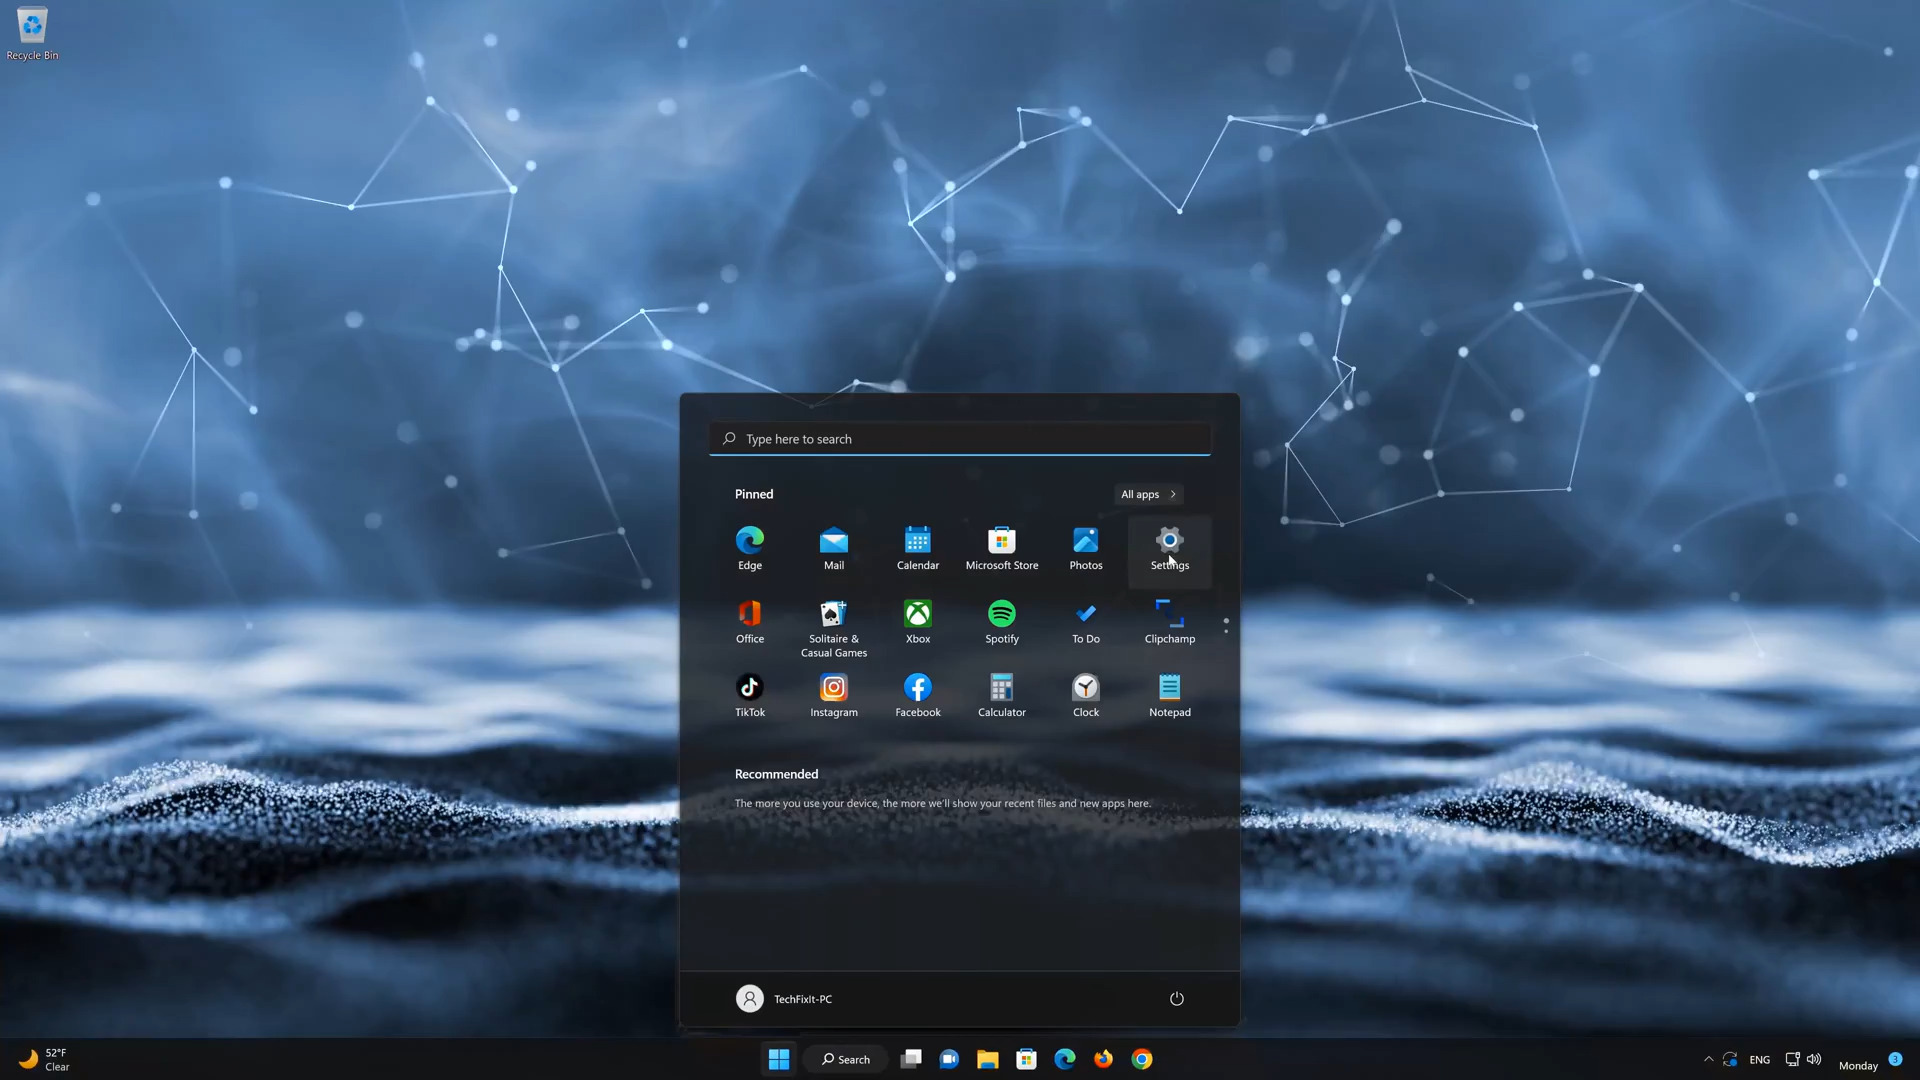 Recycle Bin
Type here to search
Pinned
All apps
Edge
Mail
Calendar
Microsoft Store
Photos
Settings
Office
Solitaire &
Casual Games
Xbox
Spotify
To Do
Clipchamp
TikTok
Instagram
Facebook
Calculator
Clock
Notepad
Recommended
The more you use your device, the more we'll show your recent files and new apps here.
TechFixIt-PC
52°F
Clear
Search
ENG
Monday
3